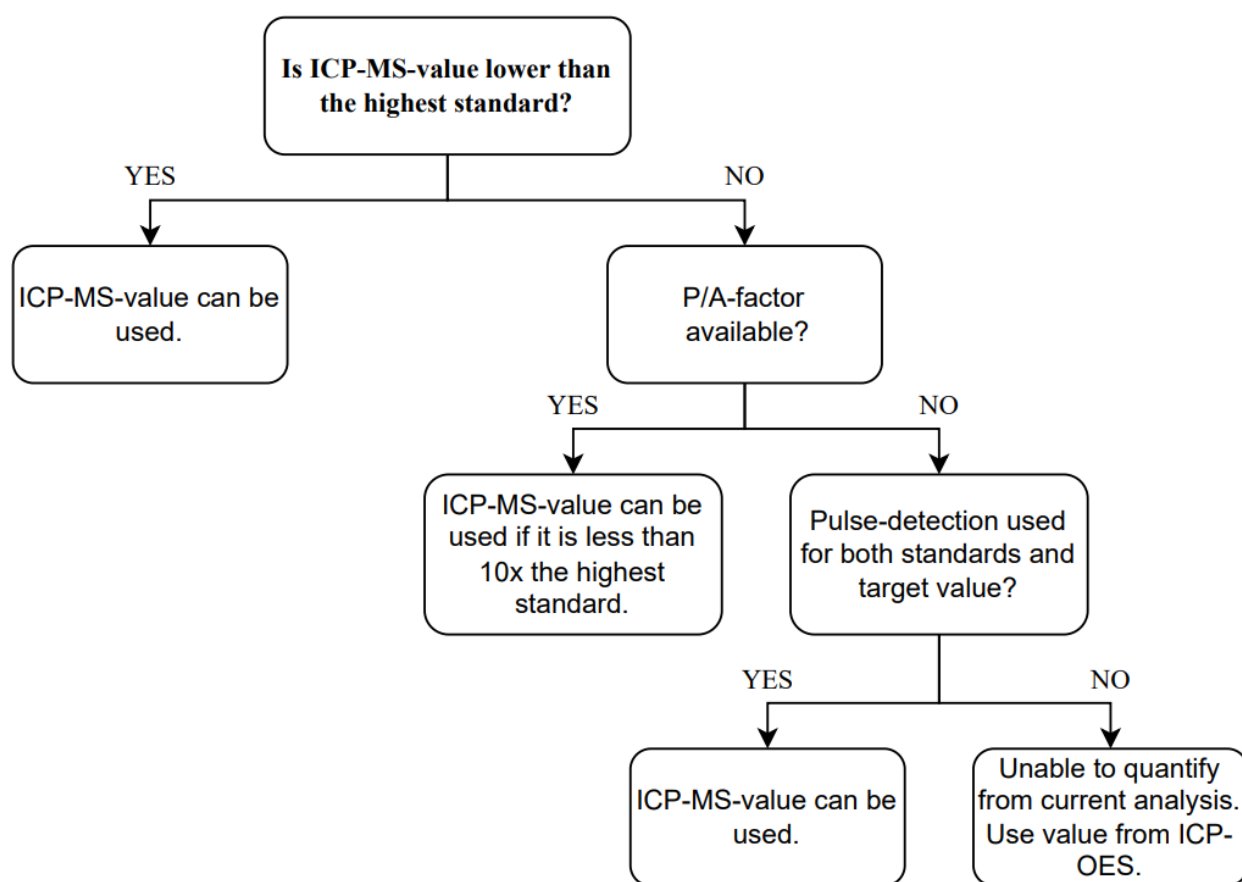 Is ICP-MS-value lower than
the highest standard?
YES
NO
ICP-MS-value can be
used.
P/A-factor
available?
YES
NO
ICP-MS-value can be
used if it is less than
10x the highest
standard.
Pulse-detection used
for both standards and
target value?
YES
NO
ICP-MS-value can be
used.
Unable to quantify
from current analysis.
Use value from ICP-
OES.